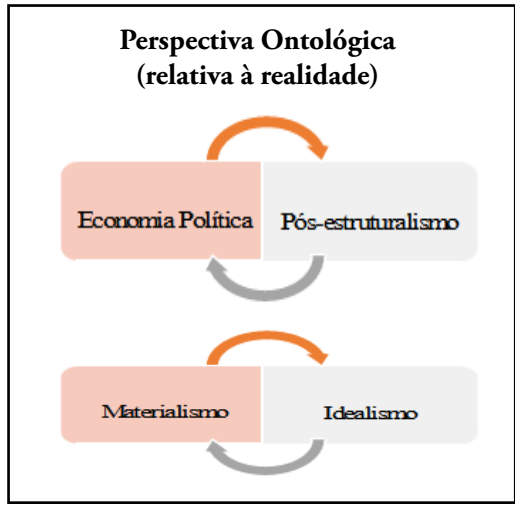 Perspectiva Ontológica
(relativa à realidade)
Economia Política
Pós-estruturalismo
Materialismo
Idealismo